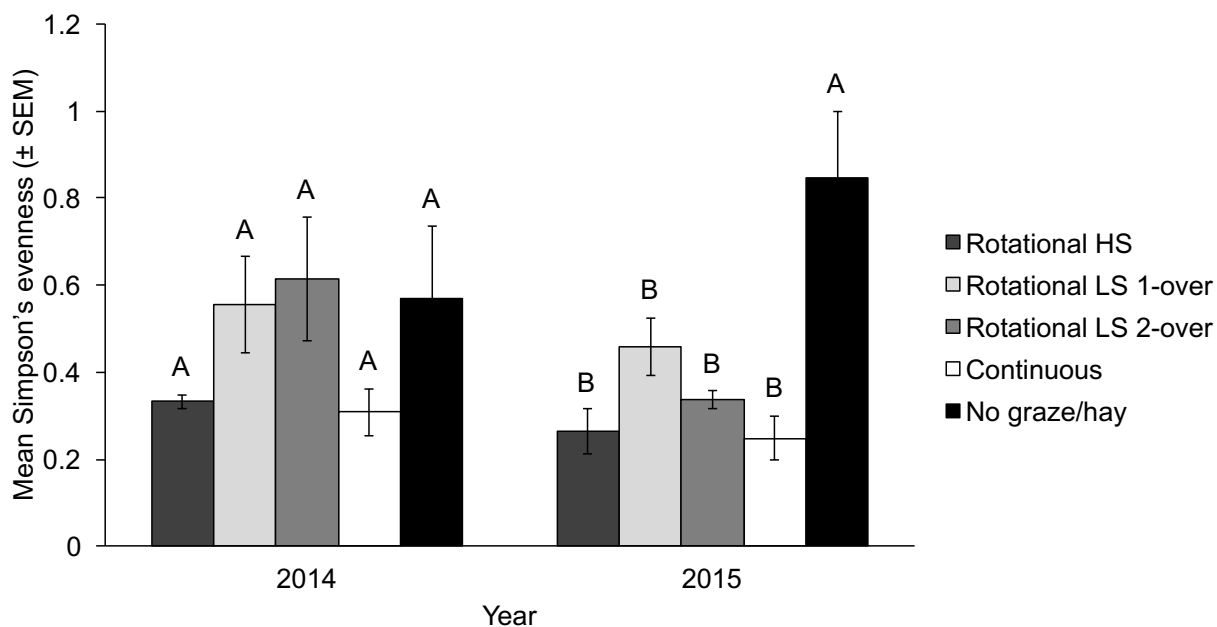 Mean Simpson's evenness (± SEM)
1.2
1
0.8
0.6
0.4
0.2
0
A
A
A
A
A
B
B
B
B
A
2014
2015
Year
Rotational HS
Rotational LS 1-over
Rotational LS 2-over
Continuous
No graze/hay